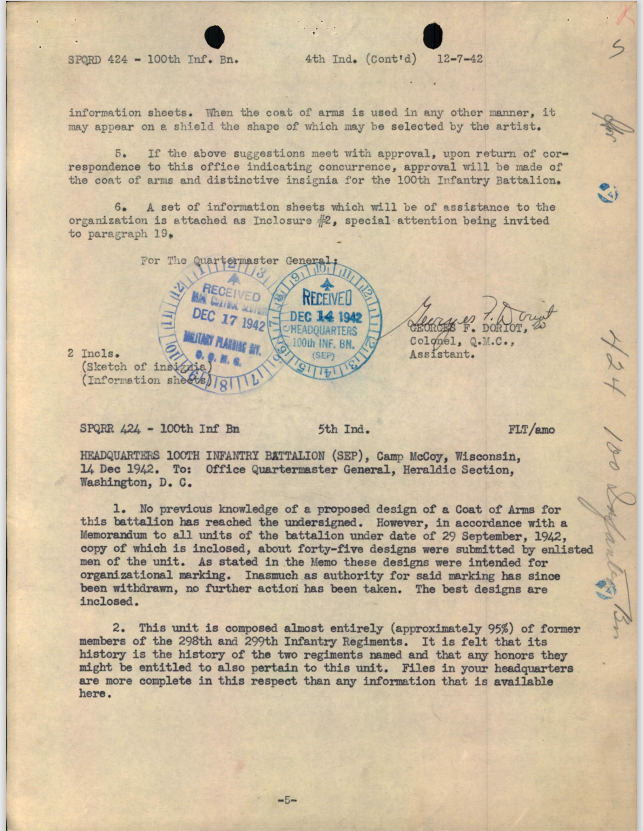 SPQRD 424 - 100th Inf. Bn. 4th Ind. (Cont'd) 12-7-42
information sheets. When the coat of arms is used in any other manner, it
may appear on a shield the shape of which may be selected by the artist.
5. If the above suggestions meet with approval, upon return of cor-
respondence to this office indicating concurrence, approval will be made of
the coat of arms and distinctive insignia for the 100th Infantry Battalion.
6. A set of information sheets which will be of assistance to the
organization is attached as Inclosure #2, special attention being invited
to paragraph 19.
For The Quartermaster General:
RECEIVED
DEC 17 1942
MILITARY PLANNING DIV.
O. Q. M. G.
RECEIVED
DEC 14 1942
HEADQUARTERS
100th INF. BN.
(SEP)
Georges F. Doriot
GEORGES F. DORIOT,
Colonel, Q.M.C.,
Assistant.
2 Incls.
(Sketch of insignia)
(Information sheets)
SPQRR 424 - 100th Inf Bn 5th Ind. FLT/amo
HEADQUARTERS 100TH INFANTRY BATTALION (SEP), Camp McCoy, Wisconsin,
14 Dec 1942. To: Office Quartermaster General, Heraldic Section,
Washington, D. C.
1. No previous knowledge of a proposed design of a Coat of Arms for
this battalion has reached the undersigned. However, in accordance with a
Memorandum to all units of the battalion under date of 29 September, 1942,
copy of which is inclosed, about forty-five designs were submitted by enlisted
men of the unit. As stated in the Memo these designs were intended for
organizational marking. Inasmuch as authority for said marking has since
been withdrawn, no further action has been taken. The best designs are
inclosed.
2. This unit is composed almost entirely (approximately 95%) of former
members of the 298th and 299th Infantry Regiments. It is felt that its
history is the history of the two regiments named and that any honors they
might be entitled to also pertain to this unit. Files in your headquarters
are more complete in this respect than any information that is available
here.
-5-
424 100 Infantry Bn